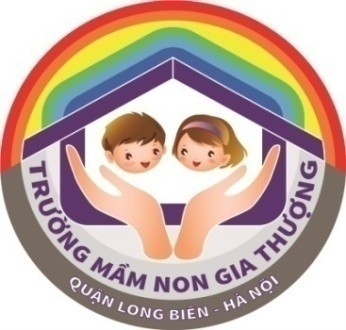 TRƯỜNG MẦM NON GIA THƯỢNG
QUẬN LONG BIÊN - HÀ NỘI